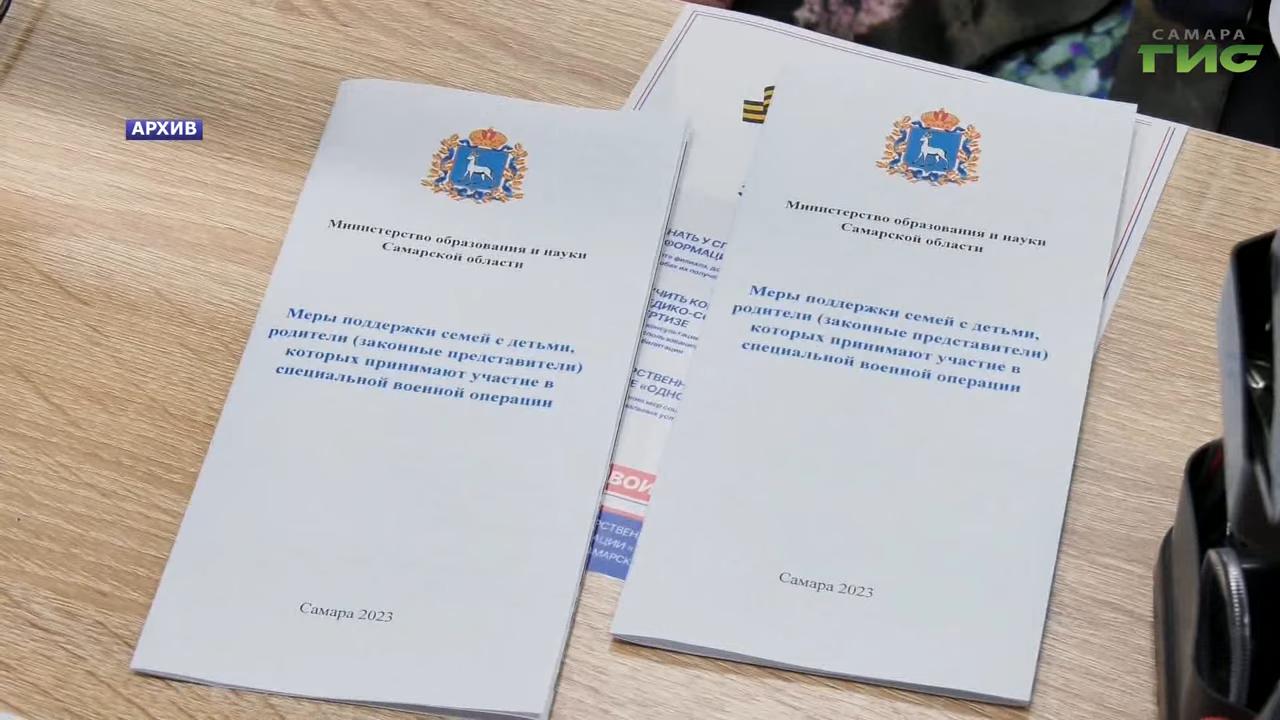 САМАРА
ГИС
АРХИВ
Министерство образования и науки
Самарской области
Меры поддержки семей с детьми,
родители (законные представители)
которых принимают участие в
специальной военной операции
Самара 2023
Министерство образования и науки
Самарской области
Меры поддержки семей с детьми,
родители (законные представители)
которых принимают участие в
специальной военной операции
Самара 2023